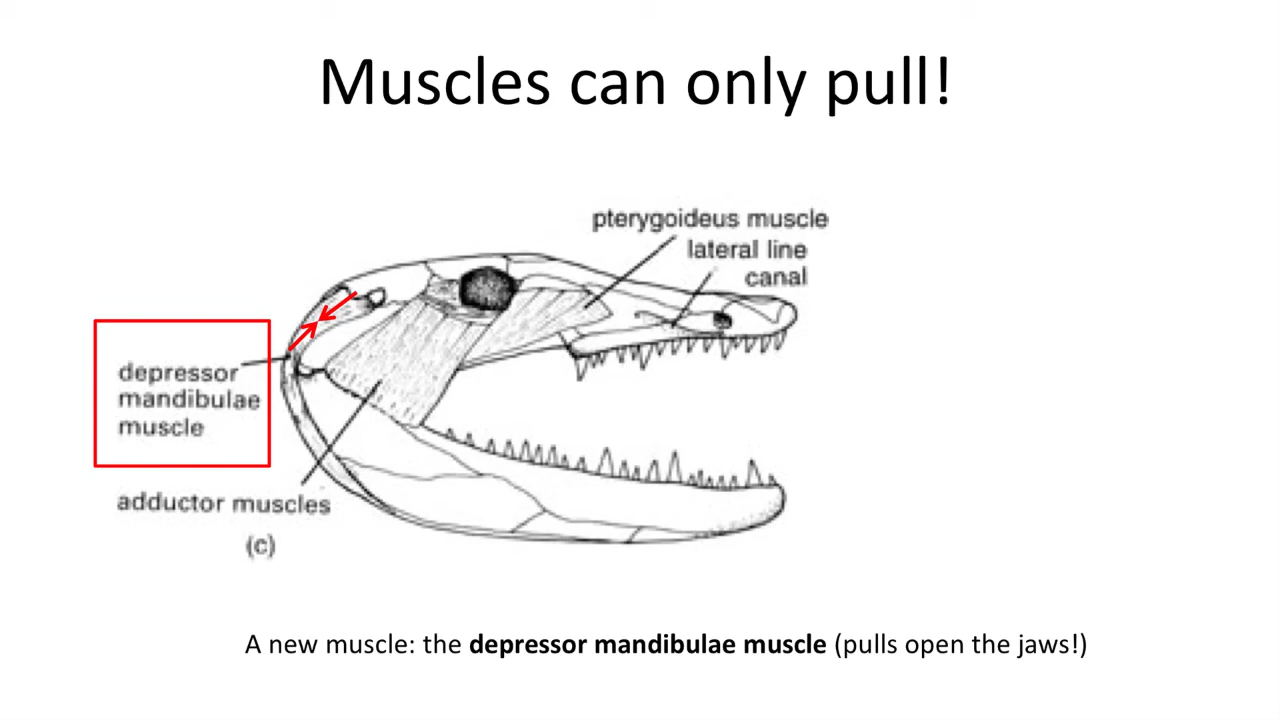 Muscles can only pull!
pterygoideus muscle
lateral line
canal
depressor
mandibulae
muscle
adductor muscles
(c)
A new muscle: the depressor mandibulae muscle (pulls open the jaws!)